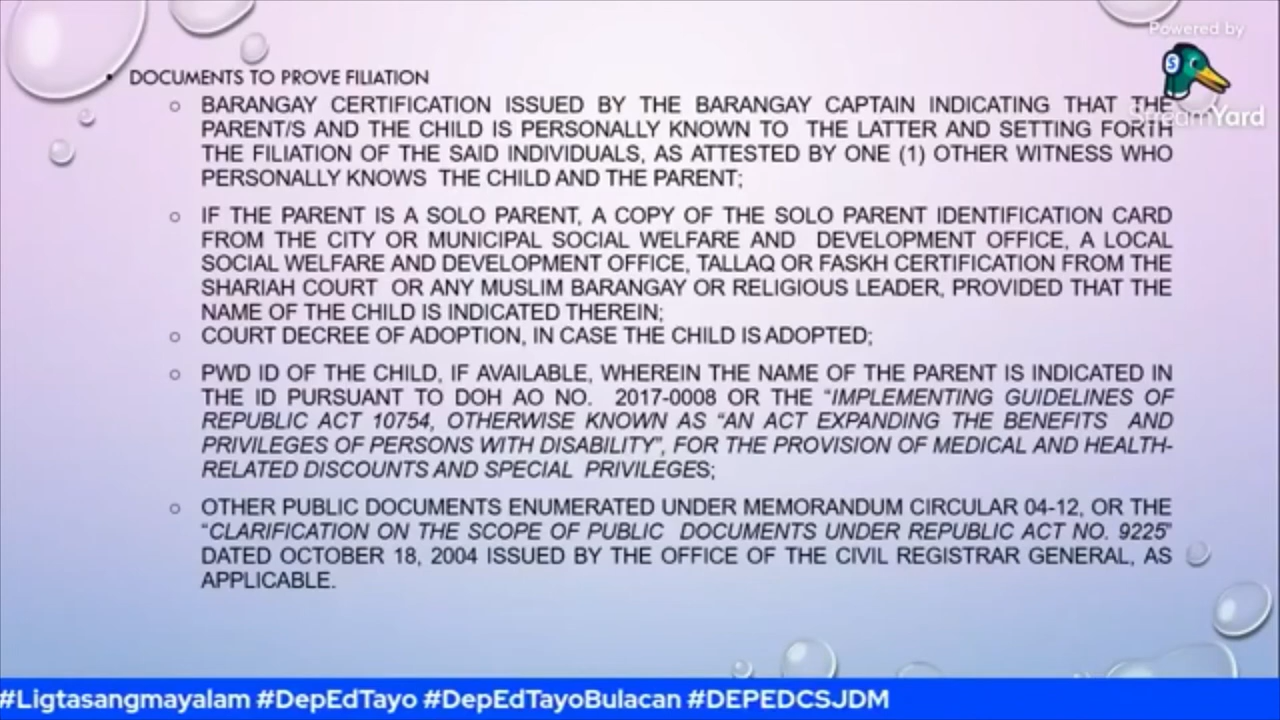 Powered by
StreamYard
• DOCUMENTS TO PROVE FILIATION
○ BARANGAY CERTIFICATION ISSUED BY THE BARANGAY CAPTAIN INDICATING THAT THE
PARENT/S AND THE CHILD IS PERSONALLY KNOWN TO THE LATTER AND SETTING FORTH
THE FILIATION OF THE SAID INDIVIDUALS, AS ATTESTED BY ONE (1) OTHER WITNESS WHO
PERSONALLY KNOWS THE CHILD AND THE PARENT;
○ IF THE PARENT IS A SOLO PARENT, A COPY OF THE SOLO PARENT IDENTIFICATION CARD
FROM THE CITY OR MUNICIPAL SOCIAL WELFARE AND DEVELOPMENT OFFICE, A LOCAL
SOCIAL WELFARE AND DEVELOPMENT OFFICE, TALLAQ OR FASKH CERTIFICATION FROM THE
SHARIAH COURT OR ANY MUSLIM BARANGAY OR RELIGIOUS LEADER, PROVIDED THAT THE
NAME OF THE CHILD IS INDICATED THEREIN;
○ COURT DECREE OF ADOPTION, IN CASE THE CHILD IS ADOPTED;
○ PWD ID OF THE CHILD, IF AVAILABLE, WHEREIN THE NAME OF THE PARENT IS INDICATED IN
THE ID PURSUANT TO DOH AO NO. 2017-0008 OR THE “IMPLEMENTING GUIDELINES OF
REPUBLIC ACT 10754, OTHERWISE KNOWN AS “AN ACT EXPANDING THE BENEFITS AND
PRIVILEGES OF PERSONS WITH DISABILITY”, FOR THE PROVISION OF MEDICAL AND HEALTH-
RELATED DISCOUNTS AND SPECIAL PRIVILEGES;
○ OTHER PUBLIC DOCUMENTS ENUMERATED UNDER MEMORANDUM CIRCULAR 04-12, OR THE
“CLARIFICATION ON THE SCOPE OF PUBLIC DOCUMENTS UNDER REPUBLIC ACT NO. 9225”
DATED OCTOBER 18, 2004 ISSUED BY THE OFFICE OF THE CIVIL REGISTRAR GENERAL, AS
APPLICABLE.
#Ligtasangmayalam #DepEdTayo #DepEdTayoBulacan #DEPEDCSJDM